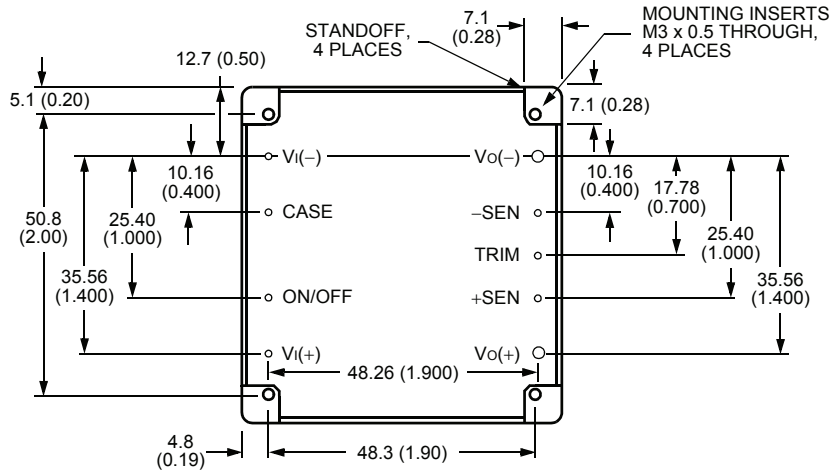 STANDOFF,
4 PLACES
7.1
(0.28)
MOUNTING INSERTS
M3 x 0.5 THROUGH,
4 PLACES
12.7 (0.50)
5.1 (0.20)
7.1 (0.28)
VI(−)
VO(−)
10.16
(0.400)
10.16
(0.400)
17.78
(0.700)
CASE
−SEN
50.8
(2.00)
25.40
(1.000)
25.40
(1.000)
TRIM
35.56
(1.400)
35.56
(1.400)
ON/OFF
+SEN
VI(+)
VO(+)
48.26 (1.900)
4.8
(0.19)
48.3 (1.90)